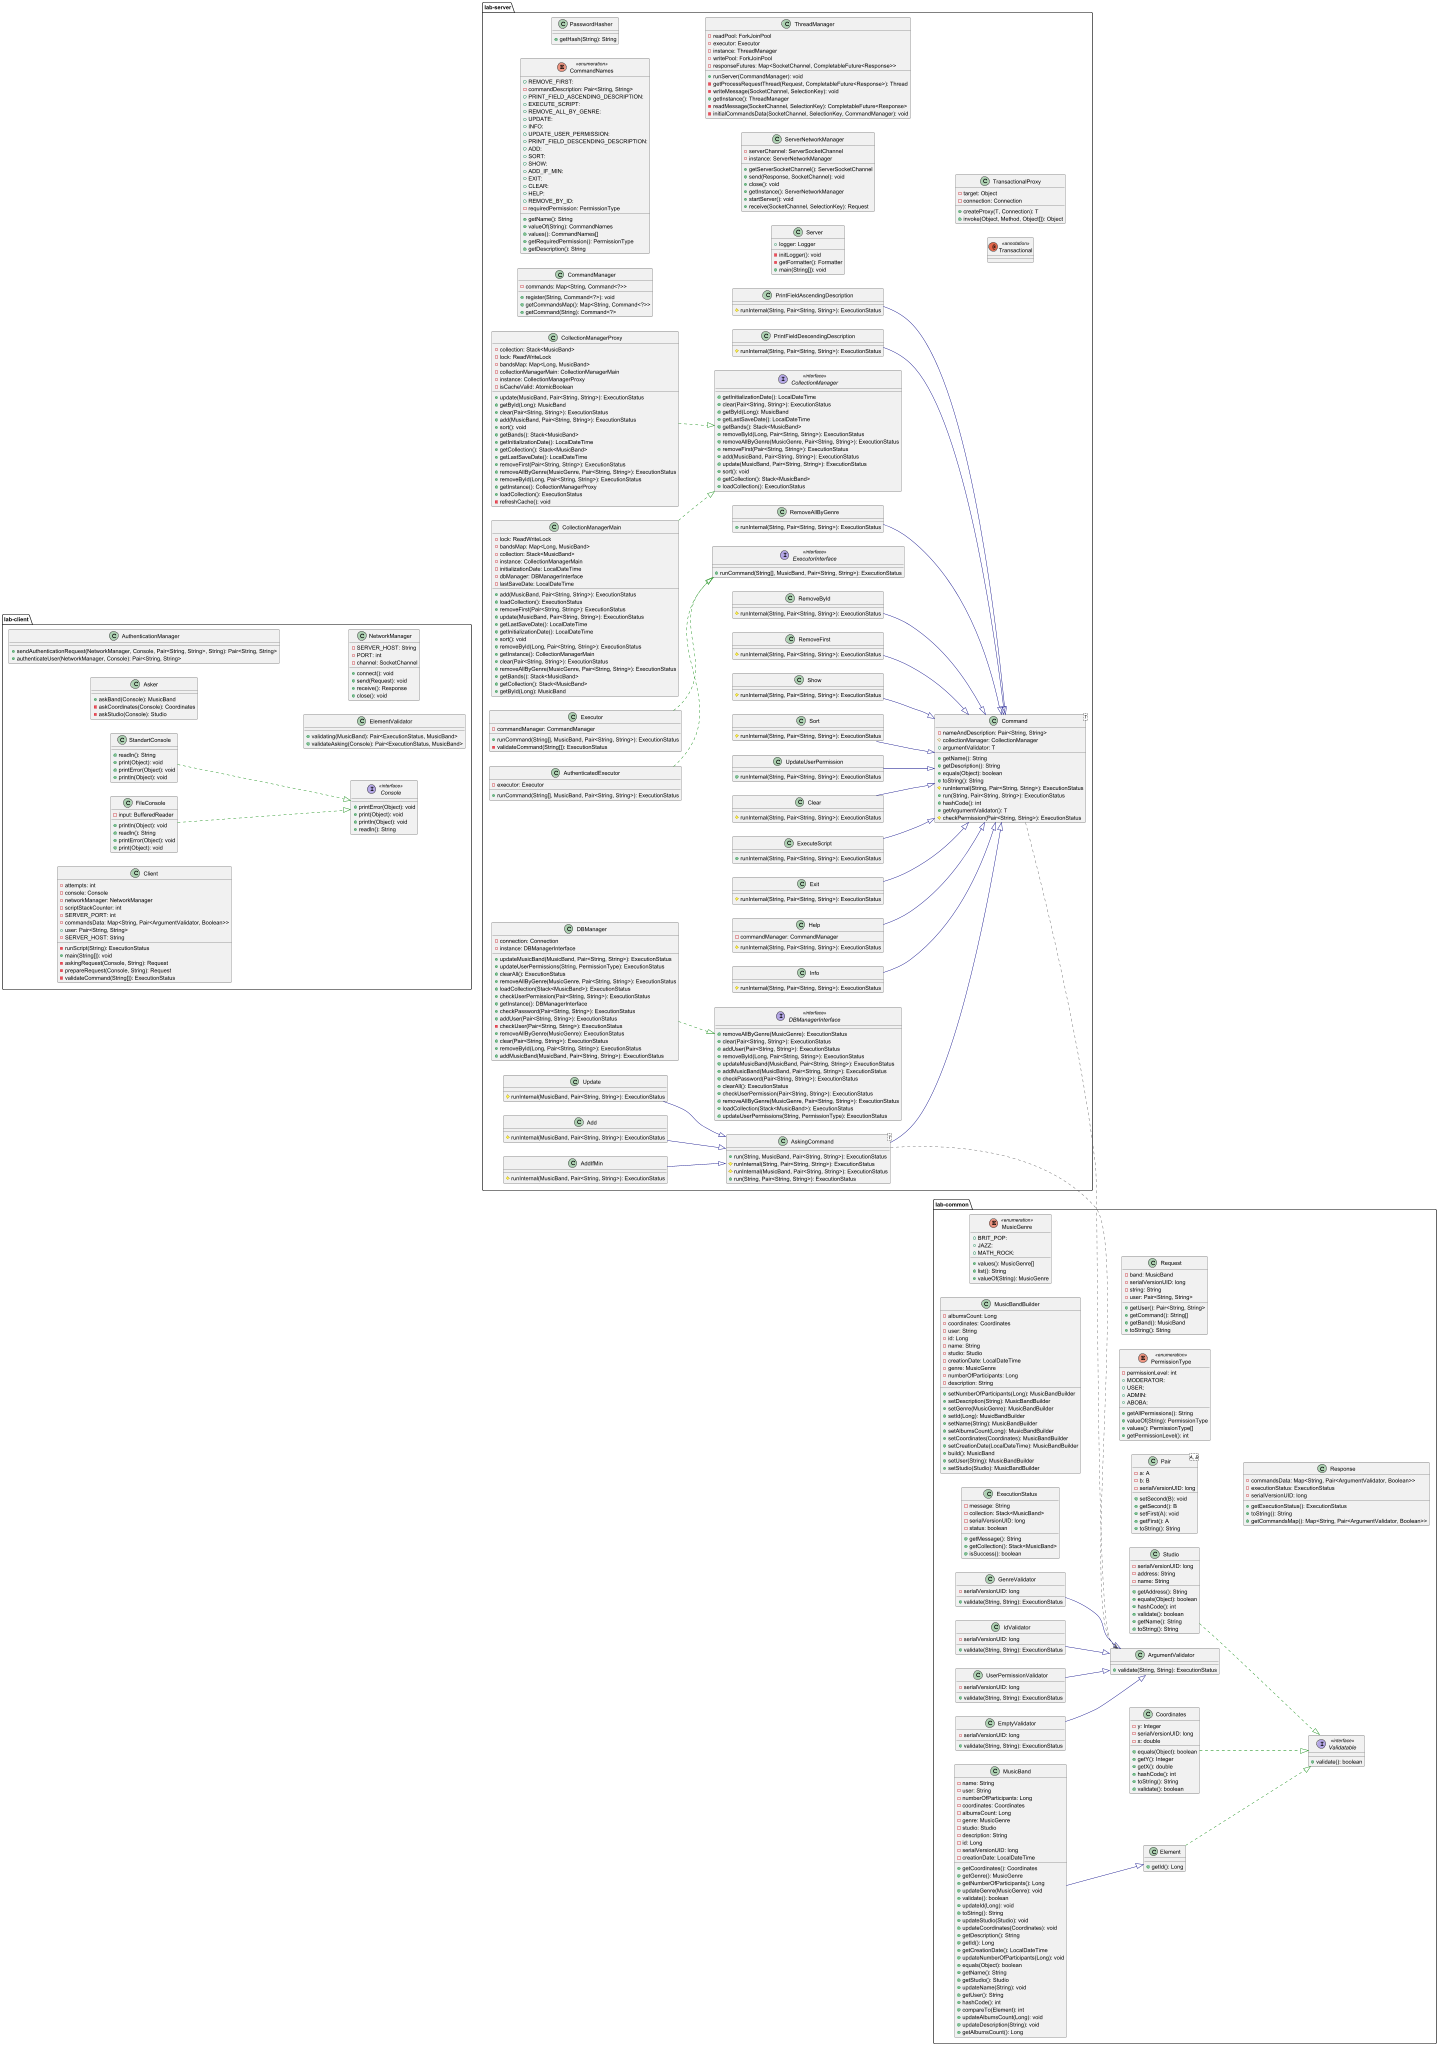 lab-server
PasswordHasher
getHash(String): String
«enumeration»
CommandNames
REMOVE_FIRST:
commandDescription: Pair<String, String>
PRINT_FIELD_ASCENDING_DESCRIPTION:
EXECUTE_SCRIPT:
REMOVE_ALL_BY_GENRE:
UPDATE:
INFO:
UPDATE_USER_PERMISSION:
PRINT_FIELD_DESCENDING_DESCRIPTION:
ADD:
SORT:
SHOW:
ADD_IF_MIN:
EXIT:
CLEAR:
HELP:
REMOVE_BY_ID:
requiredPermission: PermissionType
getName(): String
valueOf(String): CommandNames
values(): CommandNames[]
getRequiredPermission(): PermissionType
getDescription(): String
CommandManager
commands: Map<String, Command<?>>
register(String, Command<?>): void
getCommandsMap(): Map<String, Command<?>>
getCommand(String): Command<?>
CollectionManagerProxy
collection: Stack<MusicBand>
lock: ReadWriteLock
bandsMap: Map<Long, MusicBand>
collectionManagerMain: CollectionManagerMain
instance: CollectionManagerProxy
isCacheValid: AtomicBoolean
update(MusicBand, Pair<String, String>): ExecutionStatus
getById(Long): MusicBand
clear(Pair<String, String>): ExecutionStatus
add(MusicBand, Pair<String, String>): ExecutionStatus
sort(): void
getBands(): Stack<MusicBand>
getInitializationDate(): LocalDateTime
getCollection(): Stack<MusicBand>
getLastSaveDate(): LocalDateTime
removeFirst(Pair<String, String>): ExecutionStatus
removeAllByGenre(MusicGenre, Pair<String, String>): ExecutionStatus
removeById(Long, Pair<String, String>): ExecutionStatus
getInstance(): CollectionManagerProxy
loadCollection(): ExecutionStatus
refreshCache(): void
CollectionManagerMain
lock: ReadWriteLock
bandsMap: Map<Long, MusicBand>
collection: Stack<MusicBand>
instance: CollectionManagerMain
initializationDate: LocalDateTime
dbManager: DBManagerInterface
lastSaveDate: LocalDateTime
add(MusicBand, Pair<String, String>): ExecutionStatus
loadCollection(): ExecutionStatus
removeFirst(Pair<String, String>): ExecutionStatus
update(MusicBand, Pair<String, String>): ExecutionStatus
getLastSaveDate(): LocalDateTime
getInitializationDate(): LocalDateTime
sort(): void
removeById(Long, Pair<String, String>): ExecutionStatus
getInstance(): CollectionManagerMain
clear(Pair<String, String>): ExecutionStatus
removeAllByGenre(MusicGenre, Pair<String, String>): ExecutionStatus
getBands(): Stack<MusicBand>
getCollection(): Stack<MusicBand>
getById(Long): MusicBand
Executor
commandManager: CommandManager
runCommand(String[], MusicBand, Pair<String, String>): ExecutionStatus
validateCommand(String[]): ExecutionStatus
AuthenticatedExecutor
executor: Executor
runCommand(String[], MusicBand, Pair<String, String>): ExecutionStatus
DBManager
connection: Connection
instance: DBManagerInterface
updateMusicBand(MusicBand, Pair<String, String>): ExecutionStatus
updateUserPermissions(String, PermissionType): ExecutionStatus
clearAll(): ExecutionStatus
removeAllByGenre(MusicGenre, Pair<String, String>): ExecutionStatus
loadCollection(Stack<MusicBand>): ExecutionStatus
checkUserPermission(Pair<String, String>): ExecutionStatus
getInstance(): DBManagerInterface
checkPassword(Pair<String, String>): ExecutionStatus
addUser(Pair<String, String>): ExecutionStatus
checkUser(Pair<String, String>): ExecutionStatus
removeAllByGenre(MusicGenre): ExecutionStatus
clear(Pair<String, String>): ExecutionStatus
removeById(Long, Pair<String, String>): ExecutionStatus
addMusicBand(MusicBand, Pair<String, String>): ExecutionStatus
Update
runInternal(MusicBand, Pair<String, String>): ExecutionStatus
Add
runInternal(MusicBand, Pair<String, String>): ExecutionStatus
AddIfMin
runInternal(MusicBand, Pair<String, String>): ExecutionStatus
ThreadManager
readPool: ForkJoinPool
executor: Executor
instance: ThreadManager
writePool: ForkJoinPool
responseFutures: Map<SocketChannel, CompletableFuture<Response>>
runServer(CommandManager): void
getProcessRequestThread(Request, CompletableFuture<Response>): Thread
writeMessage(SocketChannel, SelectionKey): void
getInstance(): ThreadManager
readMessage(SocketChannel, SelectionKey): CompletableFuture<Response>
initialCommandsData(SocketChannel, SelectionKey, CommandManager): void
ServerNetworkManager
serverChannel: ServerSocketChannel
instance: ServerNetworkManager
getServerSocketChannel(): ServerSocketChannel
send(Response, SocketChannel): void
close(): void
getInstance(): ServerNetworkManager
startServer(): void
receive(SocketChannel, SelectionKey): Request
Server
logger: Logger
initLogger(): void
getFormatter(): Formatter
main(String[]): void
PrintFieldAscendingDescription
runInternal(String, Pair<String, String>): ExecutionStatus
PrintFieldDescendingDescription
runInternal(String, Pair<String, String>): ExecutionStatus
«interface»
CollectionManager
getInitializationDate(): LocalDateTime
clear(Pair<String, String>): ExecutionStatus
getById(Long): MusicBand
getLastSaveDate(): LocalDateTime
getBands(): Stack<MusicBand>
removeById(Long, Pair<String, String>): ExecutionStatus
removeAllByGenre(MusicGenre, Pair<String, String>): ExecutionStatus
removeFirst(Pair<String, String>): ExecutionStatus
add(MusicBand, Pair<String, String>): ExecutionStatus
update(MusicBand, Pair<String, String>): ExecutionStatus
sort(): void
getCollection(): Stack<MusicBand>
loadCollection(): ExecutionStatus
RemoveAllByGenre
runInternal(String, Pair<String, String>): ExecutionStatus
«interface»
ExecutorInterface
runCommand(String[], MusicBand, Pair<String, String>): ExecutionStatus
RemoveById
runInternal(String, Pair<String, String>): ExecutionStatus
RemoveFirst
runInternal(String, Pair<String, String>): ExecutionStatus
Show
runInternal(String, Pair<String, String>): ExecutionStatus
Sort
runInternal(String, Pair<String, String>): ExecutionStatus
UpdateUserPermission
runInternal(String, Pair<String, String>): ExecutionStatus
Clear
runInternal(String, Pair<String, String>): ExecutionStatus
ExecuteScript
runInternal(String, Pair<String, String>): ExecutionStatus
Exit
runInternal(String, Pair<String, String>): ExecutionStatus
Help
commandManager: CommandManager
runInternal(String, Pair<String, String>): ExecutionStatus
Info
runInternal(String, Pair<String, String>): ExecutionStatus
«interface»
DBManagerInterface
removeAllByGenre(MusicGenre): ExecutionStatus
clear(Pair<String, String>): ExecutionStatus
addUser(Pair<String, String>): ExecutionStatus
removeById(Long, Pair<String, String>): ExecutionStatus
updateMusicBand(MusicBand, Pair<String, String>): ExecutionStatus
addMusicBand(MusicBand, Pair<String, String>): ExecutionStatus
checkPassword(Pair<String, String>): ExecutionStatus
clearAll(): ExecutionStatus
checkUserPermission(Pair<String, String>): ExecutionStatus
removeAllByGenre(MusicGenre, Pair<String, String>): ExecutionStatus
loadCollection(Stack<MusicBand>): ExecutionStatus
updateUserPermissions(String, PermissionType): ExecutionStatus
AskingCommand
T
run(String, MusicBand, Pair<String, String>): ExecutionStatus
runInternal(String, Pair<String, String>): ExecutionStatus
runInternal(MusicBand, Pair<String, String>): ExecutionStatus
run(String, Pair<String, String>): ExecutionStatus
TransactionalProxy
target: Object
connection: Connection
createProxy(T, Connection): T
invoke(Object, Method, Object[]): Object
«annotation»
Transactional
Command
T
nameAndDescription: Pair<String, String>
collectionManager: CollectionManager
argumentValidator: T
getName(): String
getDescription(): String
equals(Object): boolean
toString(): String
runInternal(String, Pair<String, String>): ExecutionStatus
run(String, Pair<String, String>): ExecutionStatus
hashCode(): int
getArgumentValidator(): T
checkPermission(Pair<String, String>): ExecutionStatus
lab-client
AuthenticationManager
sendAuthenticationRequest(NetworkManager, Console, Pair<String, String>, String): Pair<String, String>
authenticateUser(NetworkManager, Console): Pair<String, String>
Asker
askBand(Console): MusicBand
askCoordinates(Console): Coordinates
askStudio(Console): Studio
StandartConsole
readln(): String
print(Object): void
printError(Object): void
println(Object): void
FileConsole
input: BufferedReader
println(Object): void
readln(): String
printError(Object): void
print(Object): void
Client
attempts: int
console: Console
networkManager: NetworkManager
scriptStackCounter: int
SERVER_PORT: int
commandsData: Map<String, Pair<ArgumentValidator, Boolean>>
user: Pair<String, String>
SERVER_HOST: String
runScript(String): ExecutionStatus
main(String[]): void
askingRequest(Console, String): Request
prepareRequest(Console, String): Request
validateCommand(String[]): ExecutionStatus
NetworkManager
SERVER_HOST: String
PORT: int
channel: SocketChannel
connect(): void
send(Request): void
receive(): Response
close(): void
ElementValidator
validating(MusicBand): Pair<ExecutionStatus, MusicBand>
validateAsking(Console): Pair<ExecutionStatus, MusicBand>
«interface»
Console
printError(Object): void
print(Object): void
println(Object): void
readln(): String
lab-common
«enumeration»
MusicGenre
BRIT_POP:
JAZZ:
MATH_ROCK:
values(): MusicGenre[]
list(): String
valueOf(String): MusicGenre
MusicBandBuilder
albumsCount: Long
coordinates: Coordinates
user: String
id: Long
name: String
studio: Studio
creationDate: LocalDateTime
genre: MusicGenre
numberOfParticipants: Long
description: String
setNumberOfParticipants(Long): MusicBandBuilder
setDescription(String): MusicBandBuilder
setGenre(MusicGenre): MusicBandBuilder
setId(Long): MusicBandBuilder
setName(String): MusicBandBuilder
setAlbumsCount(Long): MusicBandBuilder
setCoordinates(Coordinates): MusicBandBuilder
setCreationDate(LocalDateTime): MusicBandBuilder
build(): MusicBand
setUser(String): MusicBandBuilder
setStudio(Studio): MusicBandBuilder
ExecutionStatus
message: String
collection: Stack<MusicBand>
serialVersionUID: long
status: boolean
getMessage(): String
getCollection(): Stack<MusicBand>
isSuccess(): boolean
GenreValidator
serialVersionUID: long
validate(String, String): ExecutionStatus
IdValidator
serialVersionUID: long
validate(String, String): ExecutionStatus
UserPermissionValidator
serialVersionUID: long
validate(String, String): ExecutionStatus
EmptyValidator
serialVersionUID: long
validate(String, String): ExecutionStatus
MusicBand
name: String
user: String
numberOfParticipants: Long
coordinates: Coordinates
albumsCount: Long
genre: MusicGenre
studio: Studio
description: String
id: Long
serialVersionUID: long
creationDate: LocalDateTime
getCoordinates(): Coordinates
getGenre(): MusicGenre
getNumberOfParticipants(): Long
updateGenre(MusicGenre): void
validate(): boolean
updateId(Long): void
toString(): String
updateStudio(Studio): void
updateCoordinates(Coordinates): void
getDescription(): String
getId(): Long
getCreationDate(): LocalDateTime
updateNumberOfParticipants(Long): void
equals(Object): boolean
getName(): String
getStudio(): Studio
updateName(String): void
getUser(): String
hashCode(): int
compareTo(Element): int
updateAlbumsCount(Long): void
updateDescription(String): void
getAlbumsCount(): Long
Request
band: MusicBand
serialVersionUID: long
string: String
user: Pair<String, String>
getUser(): Pair<String, String>
getCommand(): String[]
getBand(): MusicBand
toString(): String
«enumeration»
PermissionType
permissionLevel: int
MODERATOR:
USER:
ADMIN:
ABOBA:
getAllPermissions(): String
valueOf(String): PermissionType
values(): PermissionType[]
getPermissionLevel(): int
Pair
A, B
a: A
b: B
serialVersionUID: long
setSecond(B): void
getSecond(): B
setFirst(A): void
getFirst(): A
toString(): String
Studio
serialVersionUID: long
address: String
name: String
getAddress(): String
equals(Object): boolean
hashCode(): int
validate(): boolean
getName(): String
toString(): String
ArgumentValidator
validate(String, String): ExecutionStatus
Coordinates
y: Integer
serialVersionUID: long
x: double
equals(Object): boolean
getY(): Integer
getX(): double
hashCode(): int
toString(): String
validate(): boolean
Element
getId(): Long
Response
commandsData: Map<String, Pair<ArgumentValidator, Boolean>>
executionStatus: ExecutionStatus
serialVersionUID: long
getExecutionStatus(): ExecutionStatus
toString(): String
getCommandsMap(): Map<String, Pair<ArgumentValidator, Boolean>>
«interface»
Validatable
validate(): boolean